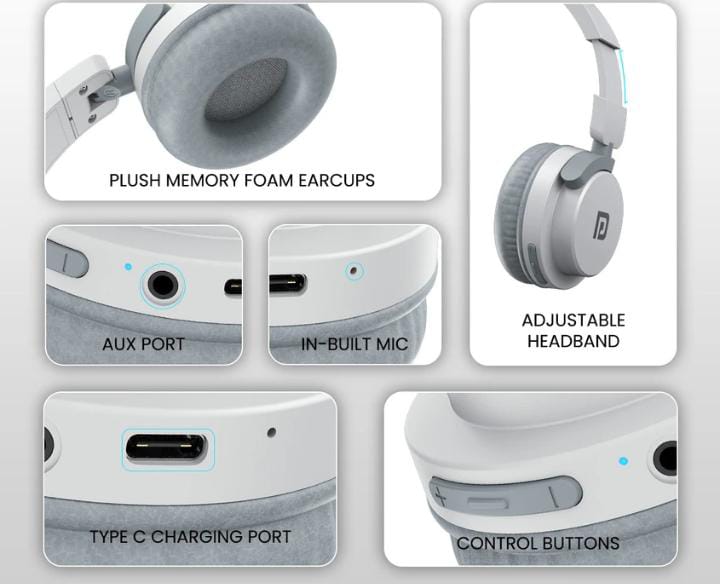 PLUSH MEMORY FOAM EARCUPS
ADJUSTABLE
HEADBAND
AUX PORT
IN-BUILT MIC
TYPE C CHARGING PORT
CONTROL BUTTONS